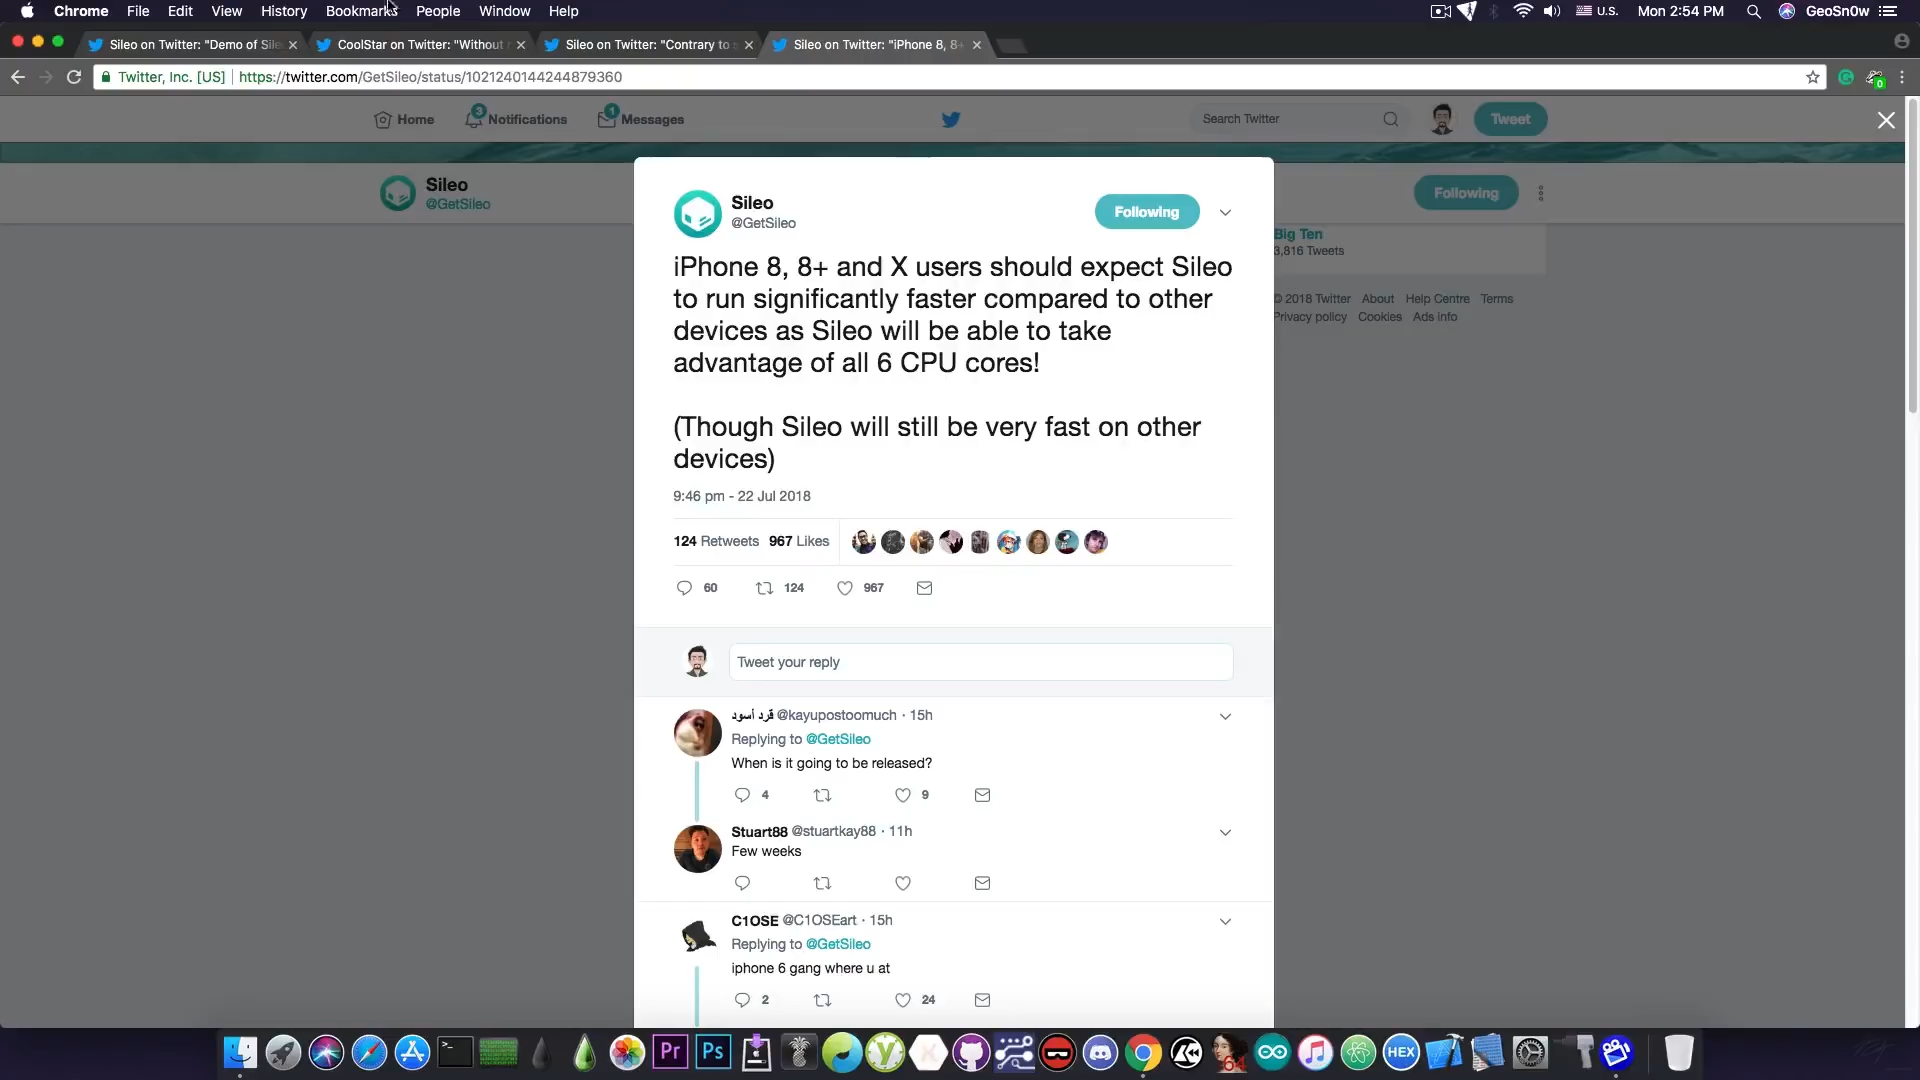 Chrome File Edit View History Bookmarks People Window Help
U.S. Mon 2:54 PM GeoSn0w
Sileo on Twitter: "Demo of Sile
CoolStar on Twitter: "Without
Sileo on Twitter: "Contrary to
Sileo on Twitter: "iPhone 8, 8+
Twitter, Inc. [US] https://twitter.com/GetSileo/status/1021240144244879360
0
Home 3 Notifications 1 Messages Search Twitter Tweet
Sileo
@GetSileo
Following
Sileo
@GetSileo
Following
iPhone 8, 8+ and X users should expect Sileo
to run significantly faster compared to other
devices as Sileo will be able to take
advantage of all 6 CPU cores!
(Though Sileo will still be very fast on other
devices)
9:46 pm - 22 Jul 2018
124 Retweets 967 Likes
60 124 967
Tweet your reply
قرد أسود @kayupostoomuch · 15h
Replying to @GetSileo
When is it going to be released?
4 9
Stuart88 @stuartkay88 · 11h
Few weeks
C1OSE @C1OSEart · 15h
Replying to @GetSileo
iphone 6 gang where u at
2 24
Big Ten
3,816 Tweets
© 2018 Twitter About Help Centre Terms
Privacy policy Cookies Ads info
Pr Ps HEX
64